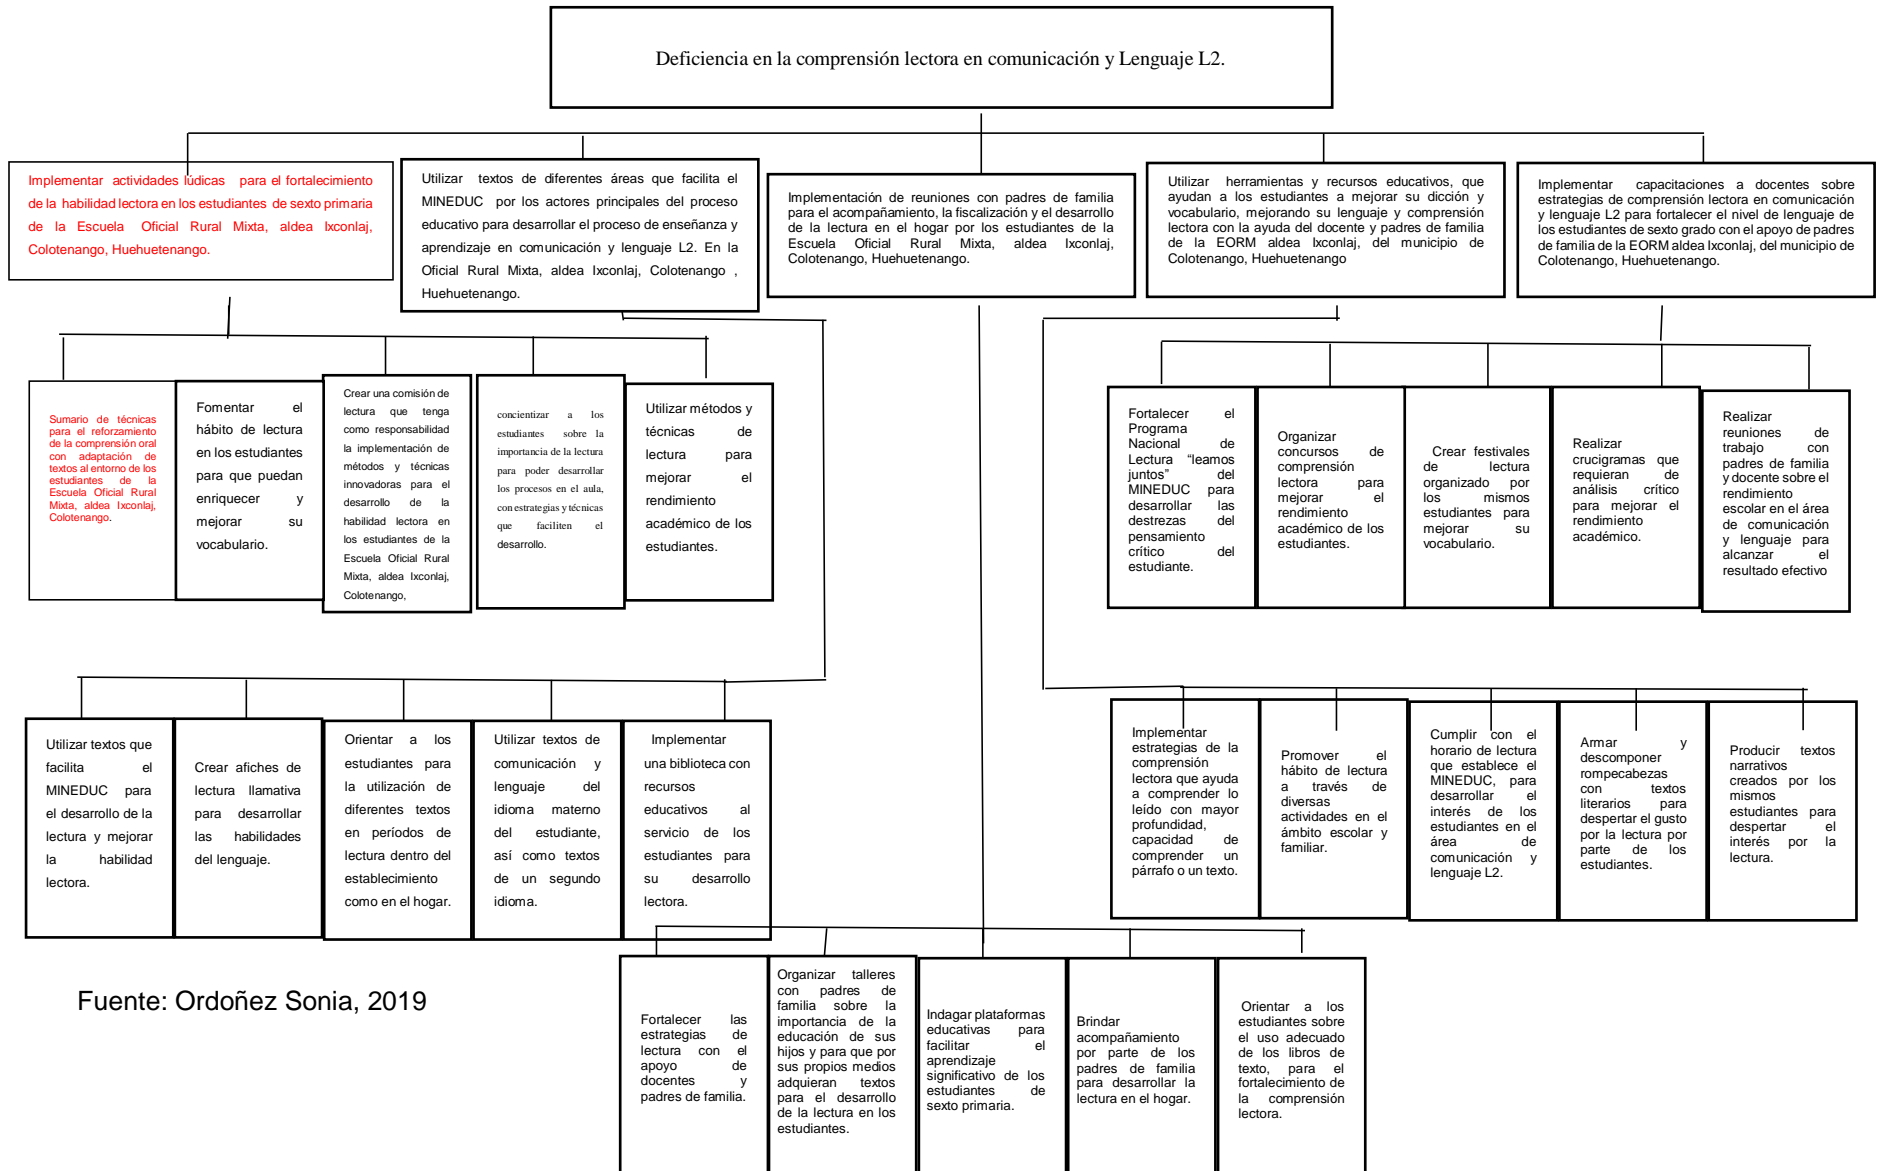 Deficiencia en la comprensión lectora en comunicación y Lenguaje L2.
Implementar actividades lúdicas para el fortalecimiento
de la habilidad lectora en los estudiantes de sexto primaria
de la Escuela Oficial Rural Mixta, aldea Ixconlaj,
Colotenango, Huehuetenango.
Utilizar textos de diferentes áreas que facilita el
MINEDUC por los actores principales del proceso
educativo para desarrollar el proceso de enseñanza y
aprendizaje en comunicación y lenguaje L2. En la
Oficial Rural Mixta, aldea Ixconlaj, Colotenango ,
Huehuetenango.
Implementación de reuniones con padres de familia
para el acompañamiento, la fiscalización y el desarrollo
de la lectura en el hogar por los estudiantes de la
Escuela Oficial Rural Mixta, aldea Ixconlaj,
Colotenango, Huehuetenango.
Utilizar herramientas y recursos educativos, que
ayudan a los estudiantes a mejorar su dicción y
vocabulario, mejorando su lenguaje y comprensión
lectora con la ayuda del docente y padres de familia
de la EORM aldea Ixconlaj, del municipio de
Colotenango, Huehuetenango
Implementar capacitaciones a docentes sobre
estrategias de comprensión lectora en comunicación
y lenguaje L2 para fortalecer el nivel de lenguaje de
los estudiantes de sexto grado con el apoyo de padres
de familia de la EORM aldea Ixconlaj, del municipio de
Colotenango, Huehuetenango.
Sumario de técnicas
para el reforzamiento
de la comprensión oral
con adaptación de
textos al entorno de los
estudiantes de la
Escuela Oficial Rural
Mixta, aldea Ixconlaj,
Colotenango.
Fomentar el
hábito de lectura
en los estudiantes
para que puedan
enriquecer y
mejorar su
vocabulario.
Crear una comisión de
lectura que tenga
como responsabilidad
la implementación de
métodos y técnicas
innovadoras para el
desarrollo de la
habilidad lectora en
los estudiantes de la
Escuela Oficial Rural
Mixta, aldea Ixconlaj,
Colotenango,
concientizar a los
estudiantes sobre la
importancia de la lectura
para poder desarrollar
los procesos en el aula,
con estrategias y técnicas
que faciliten el
desarrollo.
Utilizar métodos y
técnicas de
lectura para
mejorar el
rendimiento
académico de los
estudiantes.
Fortalecer el
Programa
Nacional de
Lectura “leamos
juntos” del
MINEDUC para
desarrollar las
destrezas del
pensamiento
crítico del
estudiante.
Organizar
concursos de
comprensión
lectora para
mejorar el
rendimiento
académico de los
estudiantes.
Crear festivales
de lectura
organizado por
los mismos
estudiantes para
mejorar su
vocabulario.
Realizar
crucigramas que
requieran de
análisis crítico
para mejorar el
rendimiento
académico.
Realizar
reuniones de
trabajo con
padres de familia
y docente sobre el
rendimiento
escolar en el área
de comunicación
y lenguaje para
alcanzar el
resultado efectivo
Utilizar textos que
facilita el
MINEDUC para
el desarrollo de la
lectura y mejorar
la habilidad
lectora.
Crear afiches de
lectura llamativa
para desarrollar
las habilidades
del lenguaje.
Orientar a los
estudiantes para
la utilización de
diferentes textos
en períodos de
lectura dentro del
establecimiento
como en el hogar.
Utilizar textos de
comunicación y
lenguaje del
idioma materno
del estudiante,
así como textos
de un segundo
idioma.
Implementar
una biblioteca con
recursos
educativos al
servicio de los
estudiantes para
su desarrollo
lectora.
Implementar
estrategias de la
comprensión
lectora que ayuda
a comprender lo
leído con mayor
profundidad,
capacidad de
comprender un
párrafo o un texto.
Promover el
hábito de lectura
a través de
diversas
actividades en el
ámbito escolar y
familiar.
Cumplir con el
horario de lectura
que establece el
MINEDUC, para
desarrollar el
interés de los
estudiantes en el
área de
comunicación y
lenguaje L2.
Armar y
descomponer
rompecabezas
con textos
literarios para
despertar el gusto
por la lectura por
parte de los
estudiantes.
Producir textos
narrativos
creados por los
mismos
estudiantes para
despertar el
interés por la
lectura.
Fortalecer las
estrategias de
lectura con el
apoyo de
docentes y
padres de familia.
Organizar talleres
con padres de
familia sobre la
importancia de la
educación de sus
hijos y para que por
sus propios medios
adquieran textos
para el desarrollo
de la lectura en los
estudiantes.
Indagar plataformas
educativas para
facilitar el
aprendizaje
significativo de los
estudiantes de
sexto primaria.
Brindar
acompañamiento
por parte de los
padres de familia
para desarrollar la
lectura en el hogar.
Orientar a los
estudiantes sobre
el uso adecuado
de los libros de
texto, para el
fortalecimiento de
la comprensión
lectora.
Fuente: Ordoñez Sonia, 2019